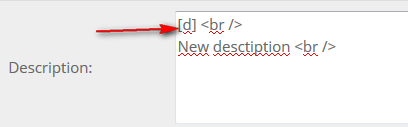 [d] <br />
New desctiption <br />
Description: